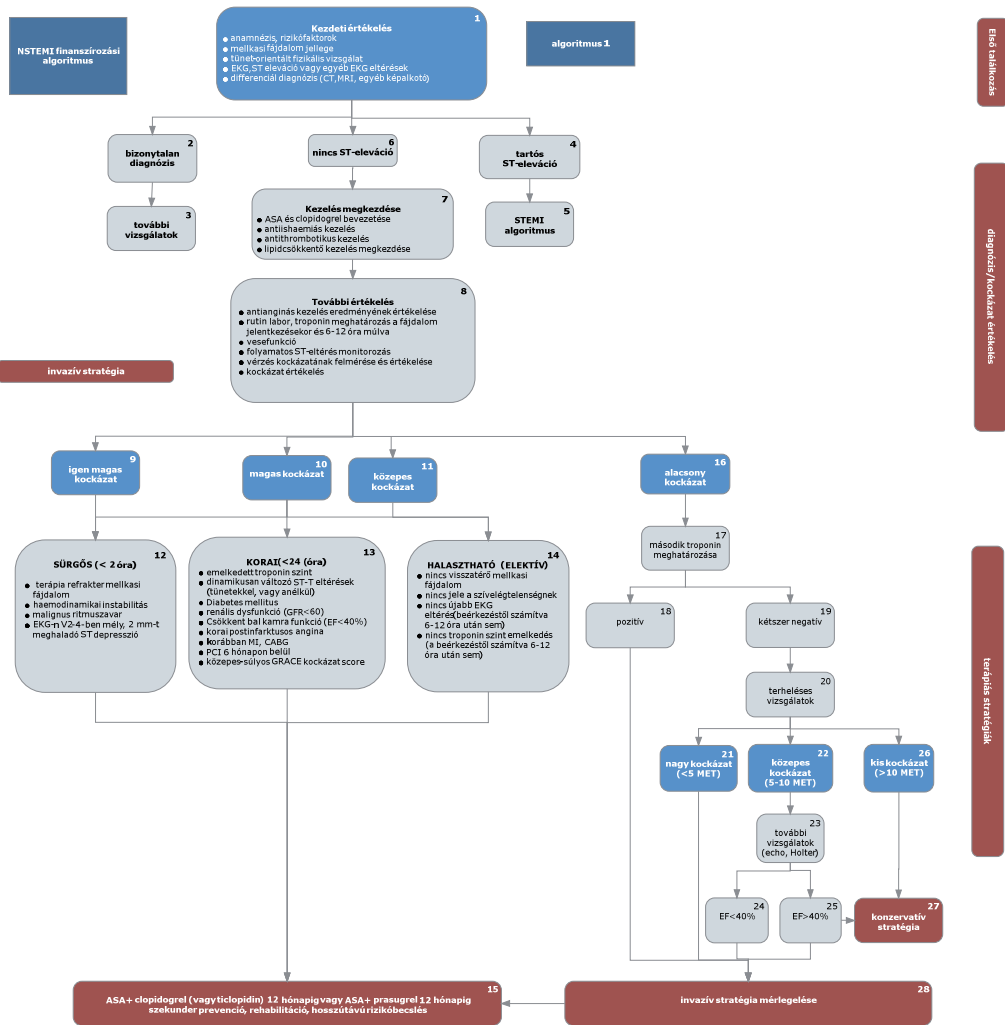 NSTEMI finanszírozási
algoritmus
1
Kezdeti értékelés
● anamnézis, rizikófaktorok
● mellkasi fájdalom jellege
● tünet-orientált fizikális vizsgálat
● EKG,ST eleváció vagy egyéb EKG eltérések
● differenciál diagnózis (CT,MRI, egyéb képalkotó)
algoritmus 1
Első találkozás
2
bizonytalan
diagnózis
6
nincs ST-eleváció
4
tartós
ST-eleváció
3
további
vizsgálatok
7
Kezelés megkezdése
● ASA és clopidogrel bevezetése
● antiishaemiás kezelés
● antithrombotikus kezelés
● lipidcsökkentő kezelés megkezdése
5
STEMI
algoritmus
diagnózis/kockázat értékelés
8
További értékelés
● antianginás kezelés eredményének értékelése
● rutin labor, troponin meghatározás a fájdalom
jelentkezésekor és 6-12 óra múlva
● vesefunkció
● folyamatos ST-eltérés monitorozás
● vérzés kockázatának felmérése és értékelése
● kockázat értékelés
invazív stratégia
9
igen magas
kockázat
10
magas kockázat
11
közepes
kockázat
16
alacsony
kockázat
12
SÜRGŐS (< 2 óra)
● terápia refrakter mellkasi
fájdalom
● haemodinamikai instabilitás
● malignus ritmuszavar
● EKG-n V2-4-ben mély, 2 mm-t
meghaladó ST depresszió
13
KORAI(<24 (óra)
● emelkedett troponin szint
● dinamikusan változó ST-T eltérések
(tünetekkel, vagy anélkül)
● Diabetes mellitus
● renális dysfunkció (GFR<60)
● Csökkent bal kamra funkció (EF<40%)
● korai postinfarktusos angina
● korábban MI, CABG
● PCI 6 hónapon belül
● közepes-súlyos GRACE kockázat score
14
HALASZTHATÓ (ELEKTÍV)
● nincs visszatérő mellkasi
fájdalom
● nincs jele a szívelégtelenségnek
● nincs újabb EKG
eltérés(beérkezéstől számítva
6-12 óra után sem)
● nincs troponin szint emelkedés
(a beérkezéstől számítva 6-12
óra után sem)
17
második troponin
meghatározása
18
pozitív
19
kétszer negatív
20
terheléses
vizsgálatok
terápiás stratégiák
21
nagy kockázat
(<5 MET)
22
közepes
kockázat
(5-10 MET)
26
kis kockázat
(>10 MET)
23
további
vizsgálatok
(echo, Holter)
24
EF<40%
25
EF>40%
27
konzervatív
stratégia
15
ASA+ clopidogrel (vagy ticlopidin) 12 hónapig vagy ASA+ prasugrel 12 hónapig
szekunder prevenció, rehabilitáció, hosszútávú rizikóbecslés
28
invazív stratégia mérlegelése